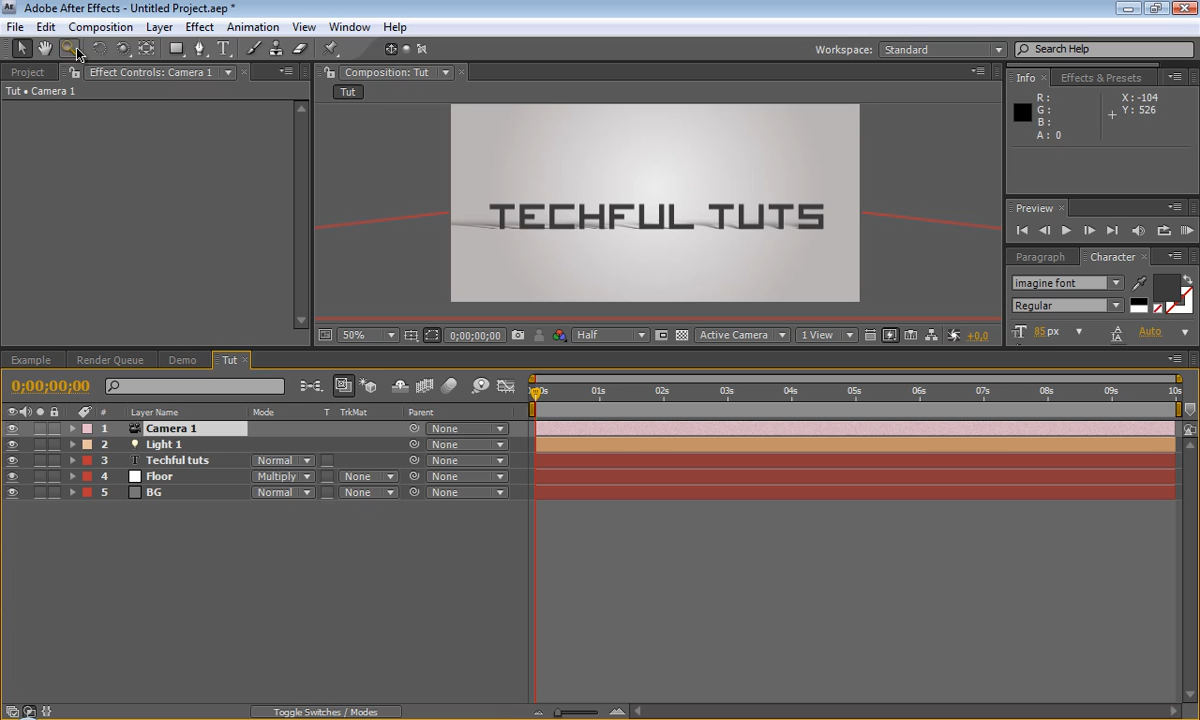 Adobe After Effects - Untitled Project.aep *
File Edit Composition Layer Effect Animation View Window Help
Workspace: Standard Search Help
Project Effect Controls: Camera 1 Composition: Tut Info Effects & Presets
Tut • Camera 1 Tut
R :
G :
B :
A : 0
X : -104
Y : 526
TECHFUL TUTS
Preview
Paragraph Character
imagine font
Regular
85 px Auto
50% 0;00;00;00 Half Active Camera 1 View +0,0
Example Render Queue Demo Tut
0;00;00;00
01s 02s 03s 04s 05s 06s 07s 08s 09s 10s
# Layer Name Mode T TrkMat Parent
1 Camera 1 None
2 Light 1 None
3 T Techful tuts Normal None
4 Floor Multiply None None
5 BG Normal None None
Toggle Switches / Modes